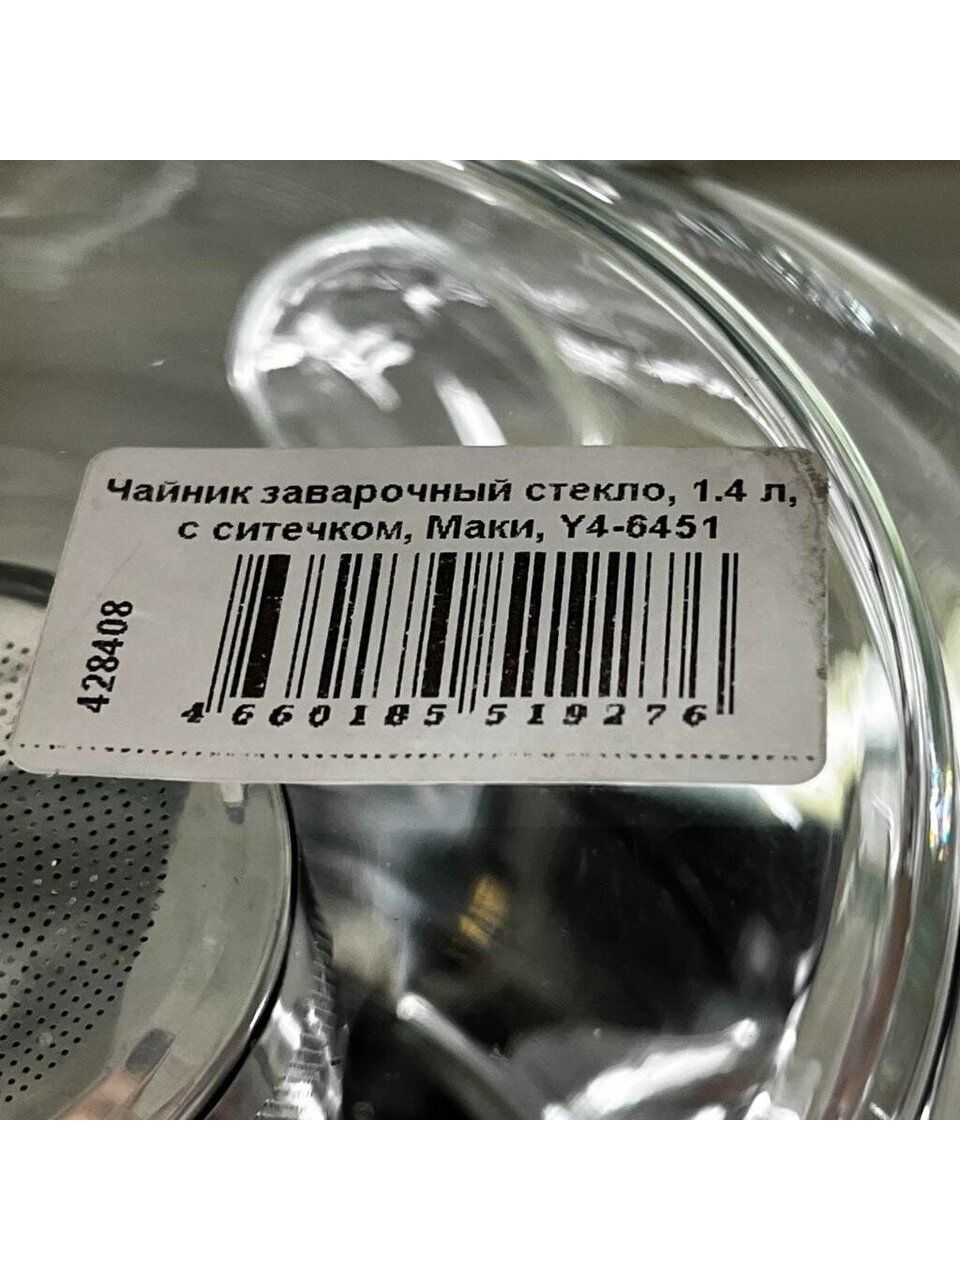 Чайник заварочный стекло, 1.4 л,
с ситечком, Маки, Y4-6451
428408
4 660185 519276